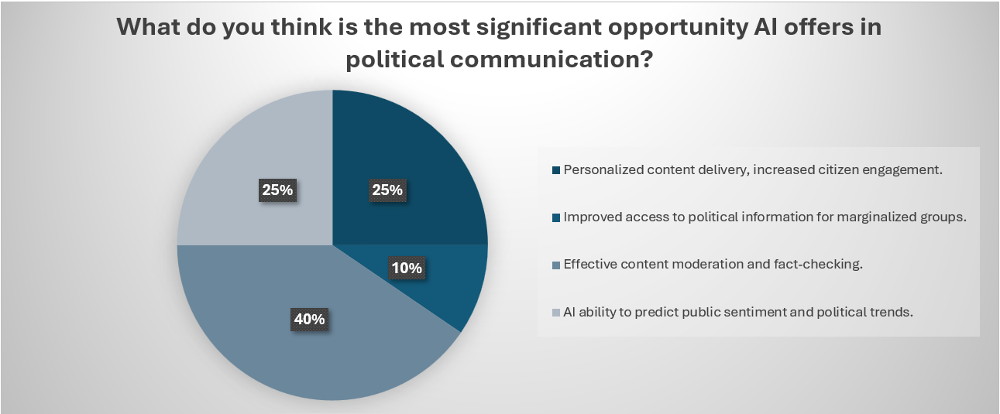 What do you think is the most significant opportunity AI offers in
political communication?
25%
25%
10%
40%
Personalized content delivery, increased citizen engagement.
Improved access to political information for marginalized groups.
Effective content moderation and fact-checking.
AI ability to predict public sentiment and political trends.